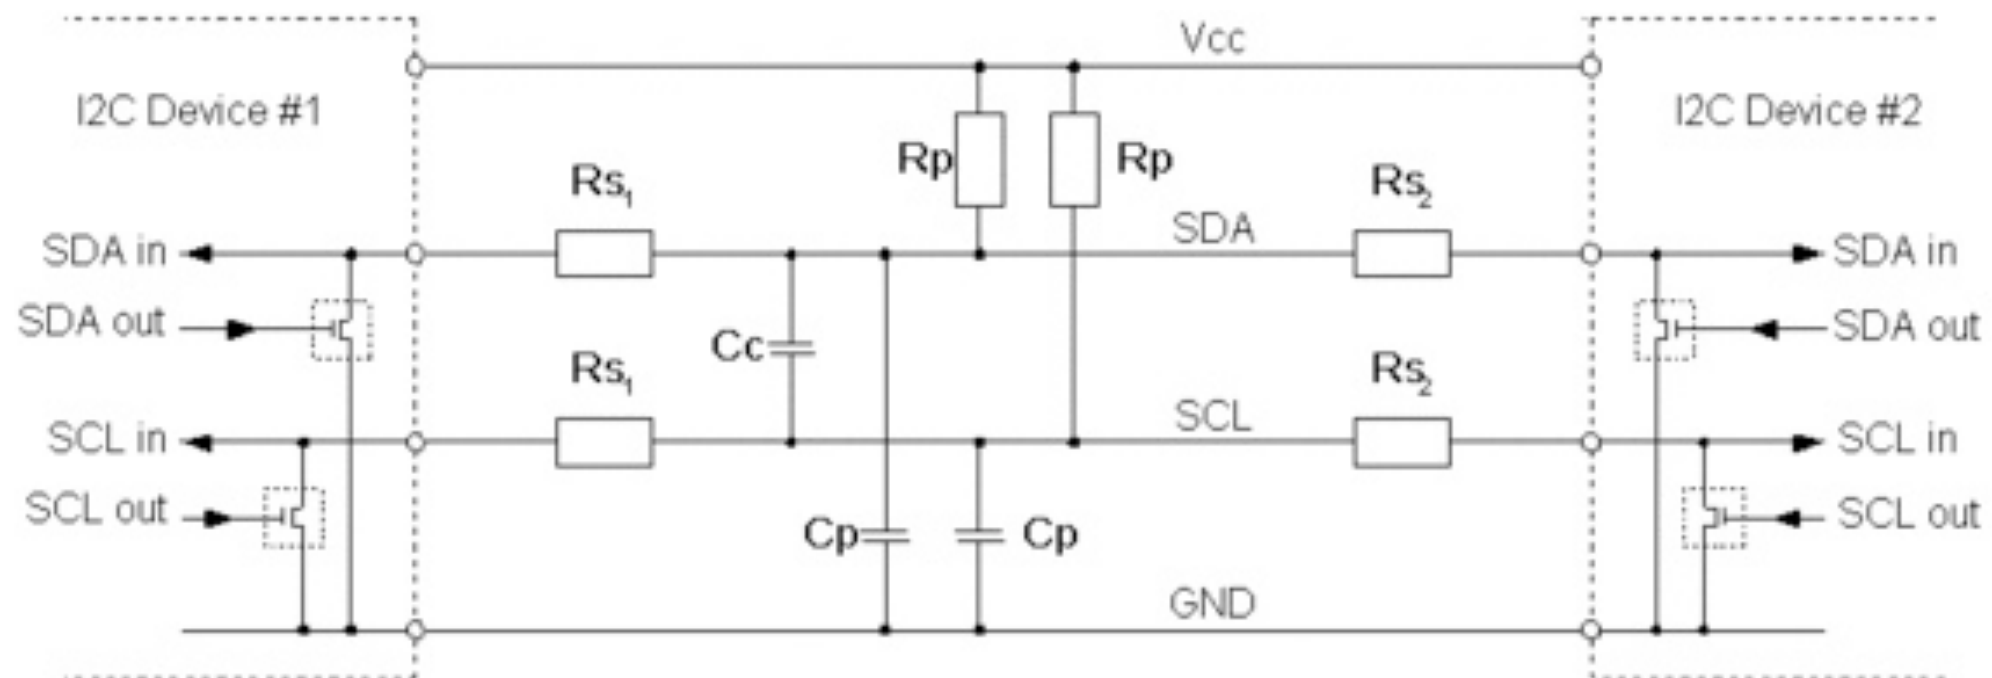 Vcc
I2C Device #1
I2C Device #2
Rp
Rp
Rs1
Rs2
SDA
SDA in
SDA in
SDA out
SDA out
Cc
Rs1
Rs2
SCL
SCL in
SCL in
SCL out
SCL out
Cp
Cp
GND